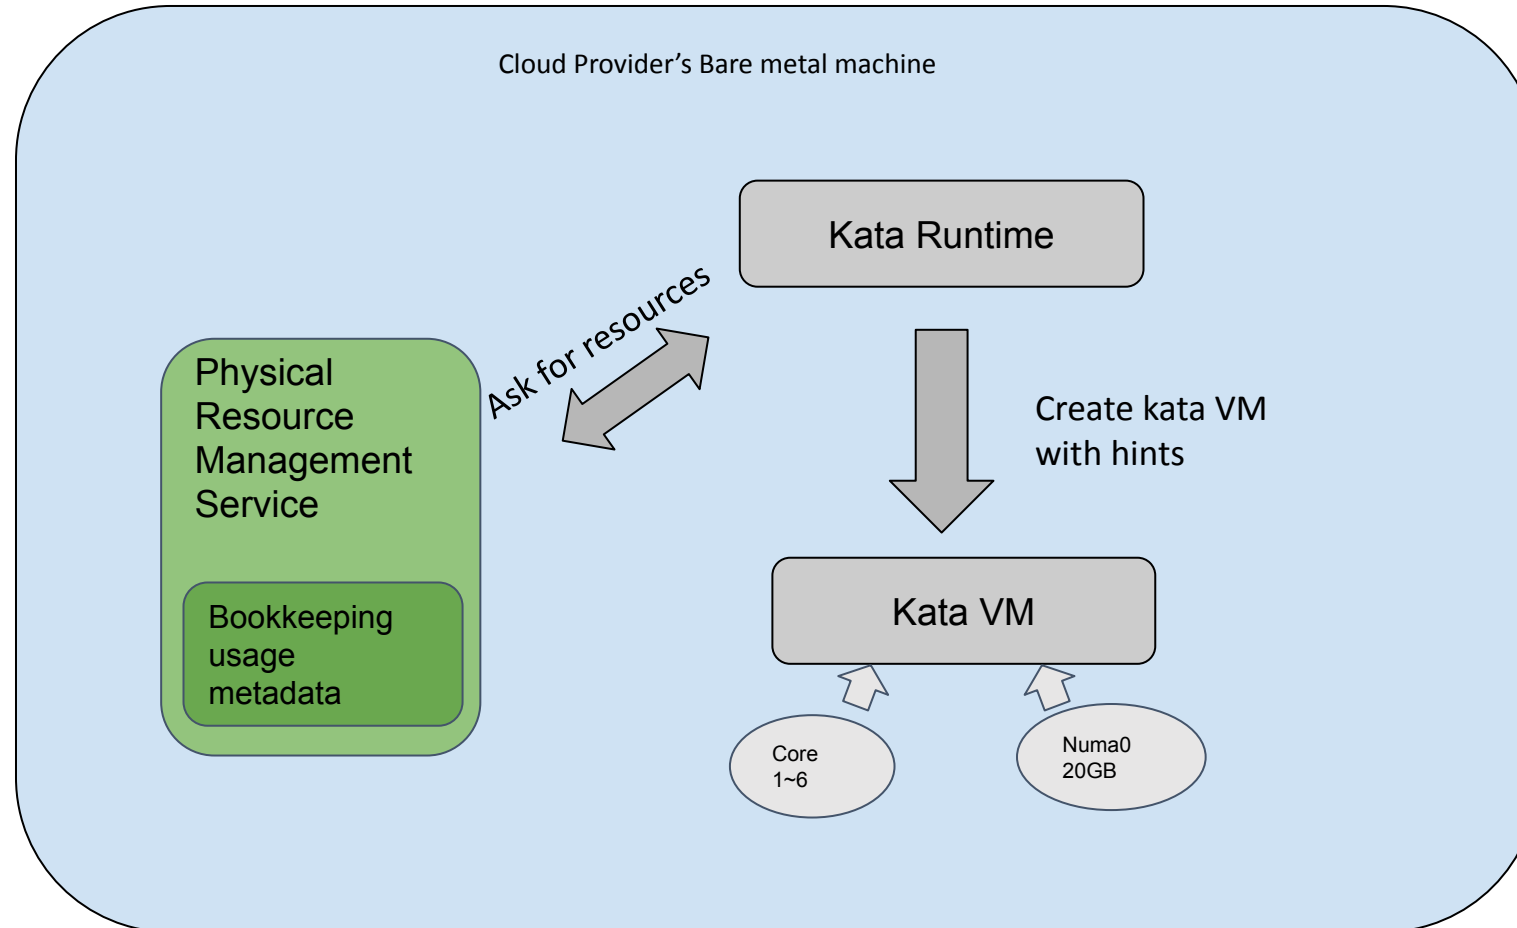 Cloud Provider’s Bare metal machine
Kata Runtime
Ask for resources
Physical
Resource
Management
Service
Create kata VM
with hints
Bookkeeping
usage
metadata
Kata VM
Core
1~6
Numa0
20GB